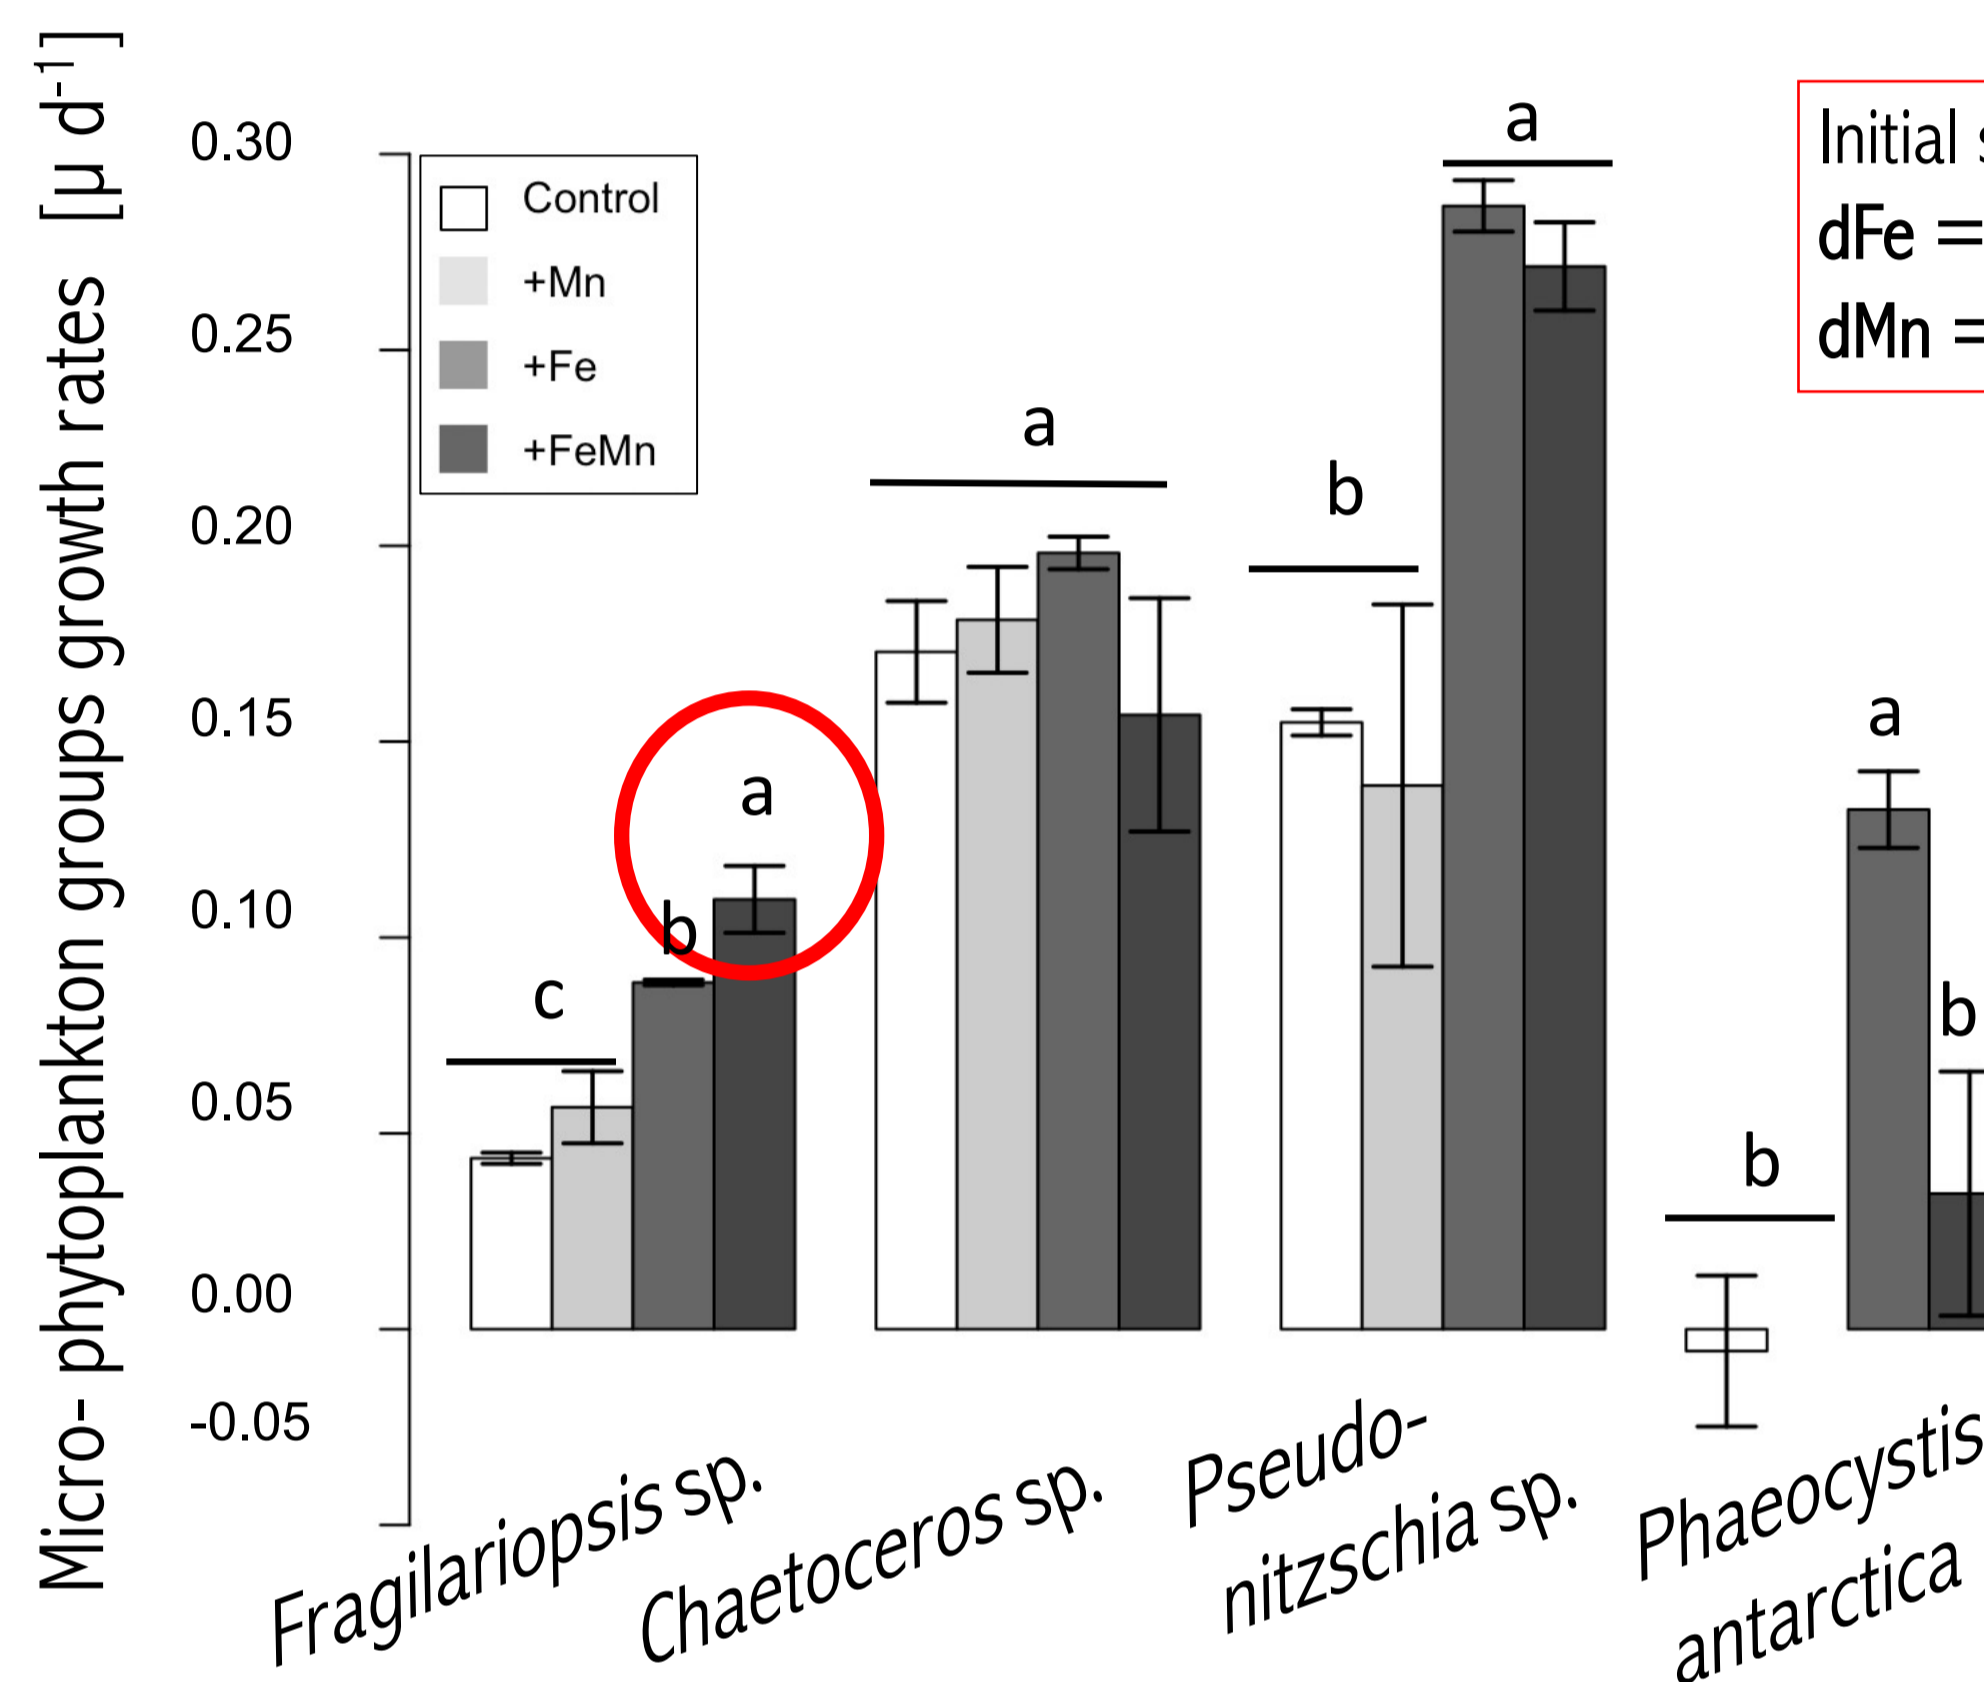 Micro- phytoplankton groups growth rates [µ d-1]
0.30
0.25
0.20
0.15
0.10
0.05
0.00
-0.05
Control
+Mn
+Fe
+FeMn
c
b
a
a
b
a
b
a
b
Initial
dFe =
dMn =
Fragilariopsis sp.
Chaetoceros sp.
Pseudo-
nitzschia sp.
Phaeocystis
antarctica